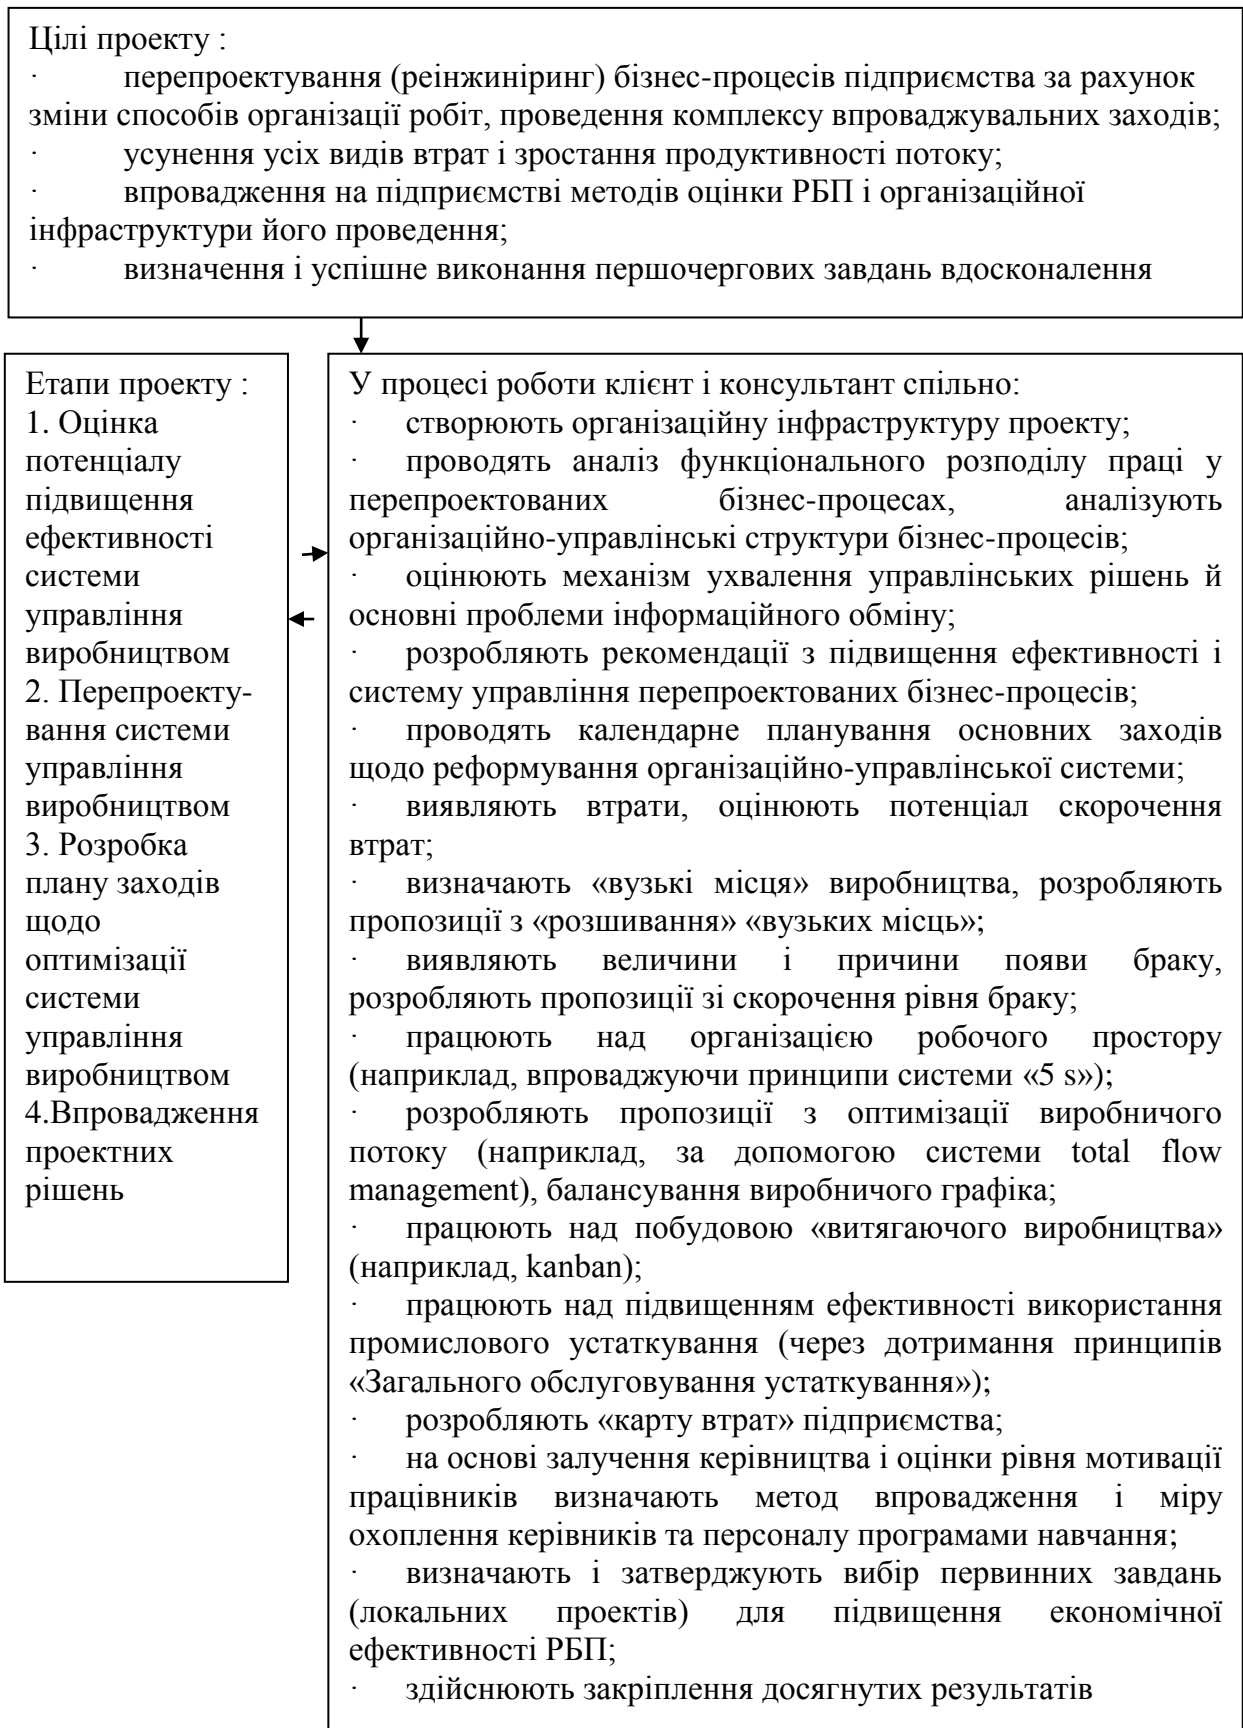 Цілі проекту :
· перепроектування (реінжиніринг) бізнес-процесів підприємства за рахунок
зміни способів організації робіт, проведення комплексу впроваджувальних заходів;
· усунення усіх видів втрат і зростання продуктивності потоку;
· впровадження на підприємстві методів оцінки РБП і організаційної
інфраструктури його проведення;
· визначення і успішне виконання першочергових завдань вдосконалення
Етапи проекту :
1. Оцінка
потенціалу
підвищення
ефективності
системи
управління
виробництвом
2. Перепроекту-
вання системи
управління
виробництвом
3. Розробка
плану заходів
щодо
оптимізації
системи
управління
виробництвом
4.Впровадження
проектних
рішень
У процесі роботи клієнт і консультант спільно:
· створюють організаційну інфраструктуру проекту;
· проводять аналіз функціонального розподілу праці у
перепроектованих бізнес-процесах, аналізують
організаційно-управлінські структури бізнес-процесів;
· оцінюють механізм ухвалення управлінських рішень й
основні проблеми інформаційного обміну;
· розробляють рекомендації з підвищення ефективності і
систему управління перепроектованих бізнес-процесів;
· проводять календарне планування основних заходів
щодо реформування організаційно-управлінської системи;
· виявляють втрати, оцінюють потенціал скорочення
втрат;
· визначають «вузькі місця» виробництва, розробляють
пропозиції з «розшивання» «вузьких місць»;
· виявляють величини і причини появи браку,
розробляють пропозиції зі скорочення рівня браку;
· працюють над організацією робочого простору
(наприклад, впроваджуючи принципи системи «5 s»);
· розробляють пропозиції з оптимізації виробничого
потоку (наприклад, за допомогою системи total flow
management), балансування виробничого графіка;
· працюють над побудовою «витягаючого виробництва»
(наприклад, kanban);
· працюють над підвищенням ефективності використання
промислового устаткування (через дотримання принципів
«Загального обслуговування устаткування»);
· розробляють «карту втрат» підприємства;
· на основі залучення керівництва і оцінки рівня мотивації
працівників визначають метод впровадження і міру
охоплення керівників та персоналу програмами навчання;
· визначають і затверджують вибір первинних завдань
(локальних проектів) для підвищення економічної
ефективності РБП;
· здійснюють закріплення досягнутих результатів